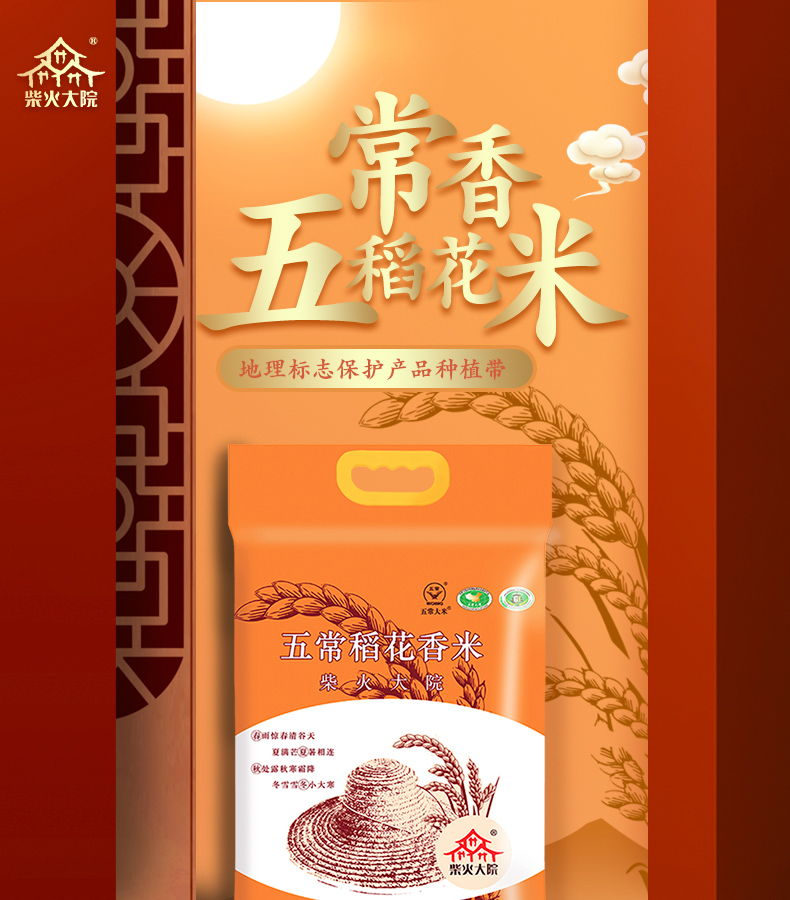 ®
柴火大院
五常稻花香米
地理标志保护产品种植带
®
五常大米®
五常稻花香米
柴火大院
春雨惊春清谷天
夏满芒夏暑相连
秋处露秋寒霜降
冬雪雪冬小大寒
®
柴火大院